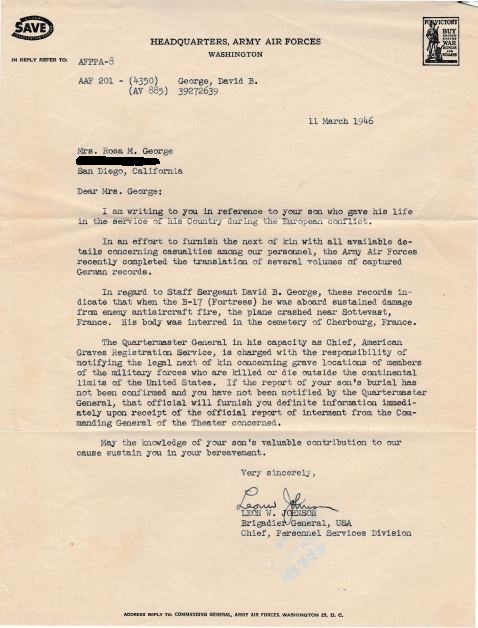 SAVE
FOR VICTORY
BUY
WAR
HEADQUARTERS, ARMY AIR FORCES
WASHINGTON
IN REPLY REFER TO: AFPPA-8
AAF 201 - (4350) George, David B.
(AV 885) 39272639
11 March 1946
Mrs. Rosa M. George
San Diego, California
Dear Mrs. George:
I am writing to you in reference to your son who gave his life
in the service of his Country during the European conflict.
In an effort to furnish the next of kin with all available de-
tails concerning casualties among our personnel, the Army Air Forces
recently completed the translation of several volumes of captured
German records.
In regard to Staff Sergeant David B. George, these records in-
dicate that when the B-17 (Fortress) he was aboard sustained damage
from enemy antiaircraft fire, the plane crashed near Sottevast,
France. His body was interred in the cemetery of Cherbourg, France.
The Quartermaster General in his capacity as Chief, American
Graves Registration Service, is charged with the responsibility of
notifying the legal next of kin concerning grave locations of members
of the military forces who are killed or die outside the continental
limits of the United States. If the report of your son's burial has
not been confirmed and you have not been notified by the Quartermaster
General, that official will furnish you definite information immedi-
ately upon receipt of the official report of interment from the Com-
manding General of the Theater concerned.
May the knowledge of your son's valuable contribution to our
cause sustain you in your bereavement.
Very sincerely,
Leon W. Johnson
LEON W. JOHNSON
Brigadier General, USA
Chief, Personnel Services Division
ADDRESS REPLY TO: COMMANDING GENERAL, ARMY AIR FORCES, WASHINGTON 25, D. C.